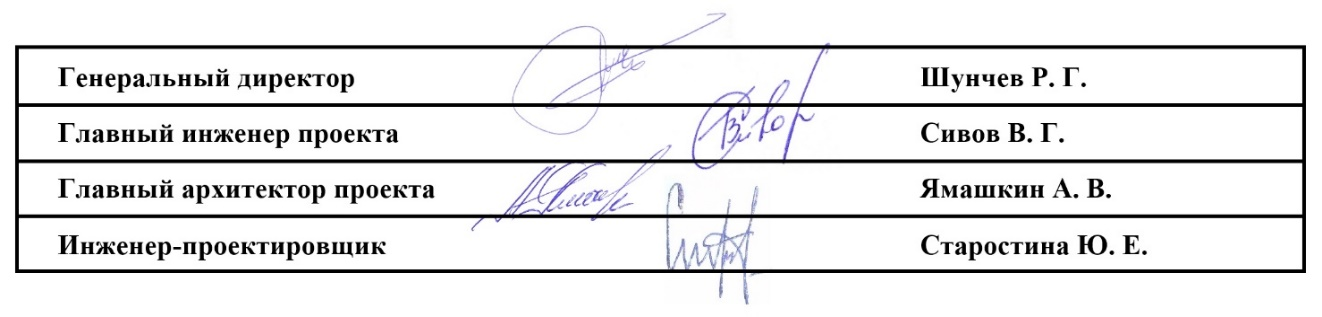 Генеральный директор Шунчев Р. Г.
Главный инженер проекта Сивов В. Г.
Главный архитектор проекта Ямашкин А. В.
Инженер-проектировщик Старостина Ю. Е.